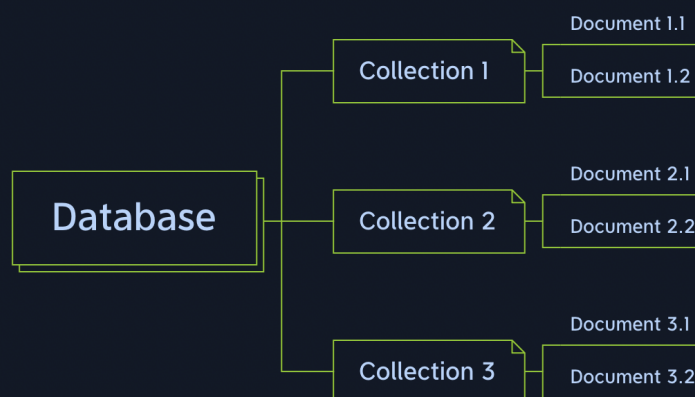 Document 1.1
Collection 1
Document 1.2
Document 2.1
Database
Collection 2
Document 2.2
Document 3.1
Collection 3
Document 3.2